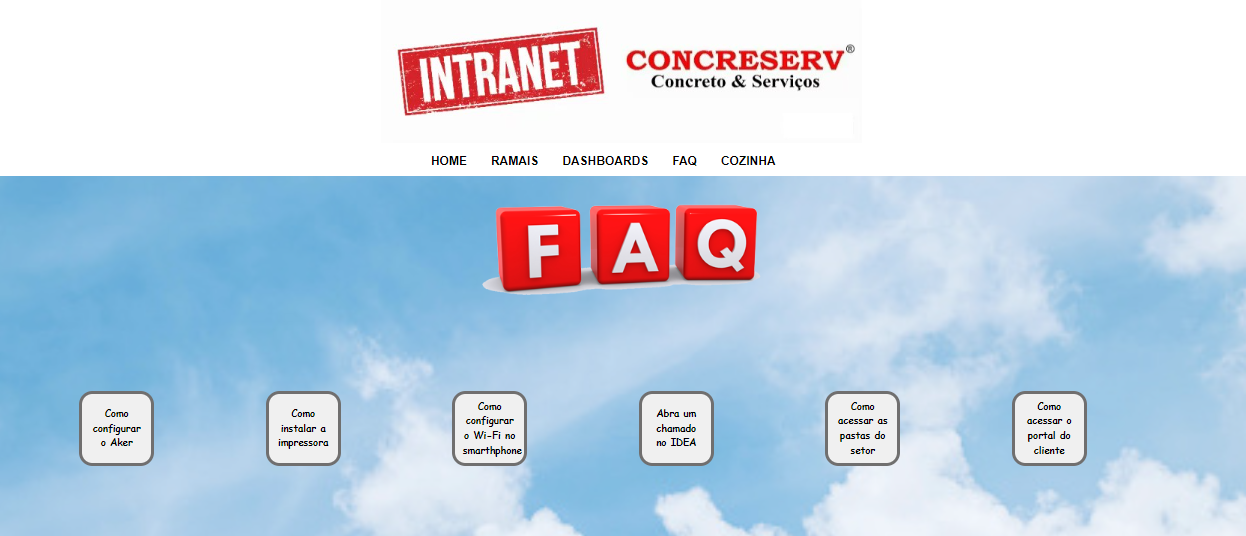 INTRANET
CONCRESERV®
Concreto & Serviços
HOME RAMAIS DASHBOARDS FAQ COZINHA
FAQ
Como
configurar
o Aker
Como
instalar a
impressora
Como
configurar
o Wi-Fi no
smarthphone
Abra um
chamado
no IDEA
Como
acessar as
pastas do
setor
Como
acessar o
portal do
cliente